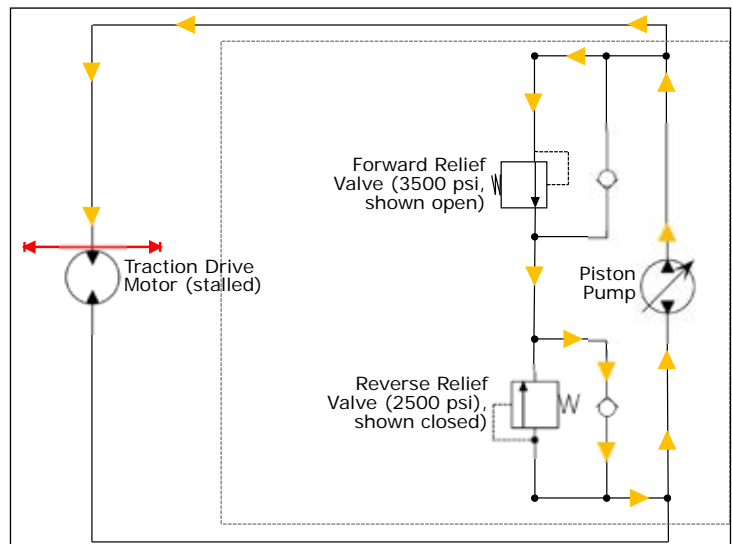 Forward Relief
Valve (3500 psi,
shown open)
Traction Drive
Motor (stalled)
Piston
Pump
Reverse Relief
Valve (2500 psi),
shown closed)